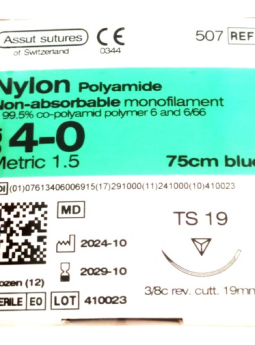 Assut sutures
of Switzerland
CE
0344
507 REF
Nylon Polyamide
Non-absorbable monofilament
99.5% co-polyamid polymer 6 and 6/66
4-0
Metric 1.5
75cm blue
(01)07613406006915(17)291000(11)241000(10)410023
MD
TS 19
2024-10
2029-10
ozen (12)
3/8c rev. cutt. 19mm
ERILE EO LOT 410023